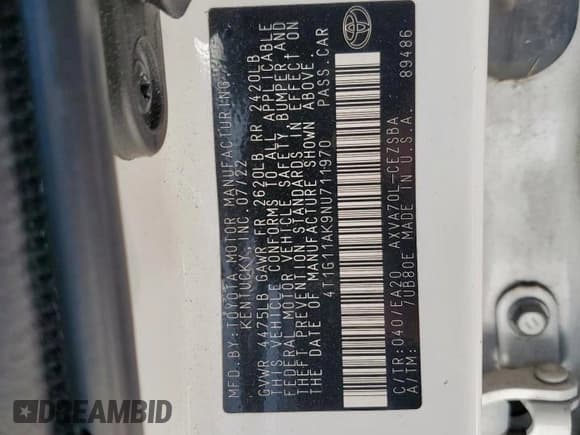 MFD. BY: TOYOTA MOTOR MANUFACTURING,
KENTUCKY, INC. 07/22
GVWR 4475LB GAWR FR 2620LB RR 2420LB
THIS VEHICLE CONFORMS TO ALL APPLICABLE
FEDERAL MOTOR VEHICLE SAFETY, BUMPER, AND
THEFT PREVENTION STANDARDS IN EFFECT ON
THE DATE OF MANUFACTURE SHOWN ABOVE.
4T1G11AK9NU711970 PASS. CAR
C/TR: 040/EA20 AXVA70L-CEZSBA
A/TM: 7UB80E MADE IN U.S.A. 89486
DREAMBID